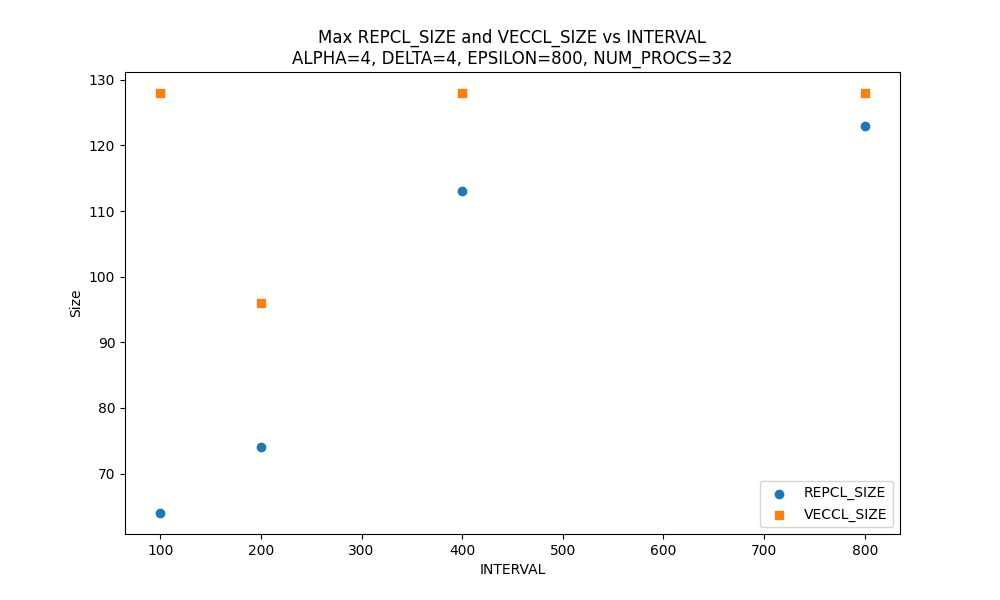 Max REPCL_SIZE and VECCL_SIZE vs INTERVAL
ALPHA=4, DELTA=4, EPSILON=800, NUM_PROCS=32
130
120
110
100
90
80
70
Size
100 200 300 400 500 600 700 800
INTERVAL
REPCL_SIZE
VECCL_SIZE